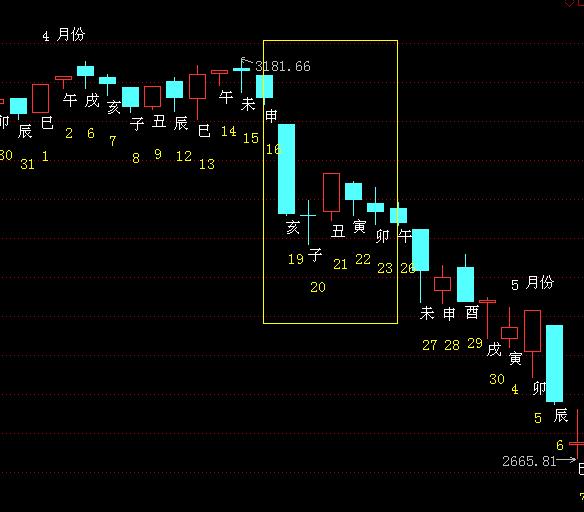 4 月份
3181.66
卯 辰 巳 午 戌 亥 子 丑 辰 巳 午 未 申
30 31 1 2 6 7 8 9 12 13 14 15 16
亥 子 丑 寅 卯 午
19 20 21 22 23 26
5 月份
未 申 酉 戌 寅 卯 辰 巳
27 28 29 30 4 5 6 7
2665.81